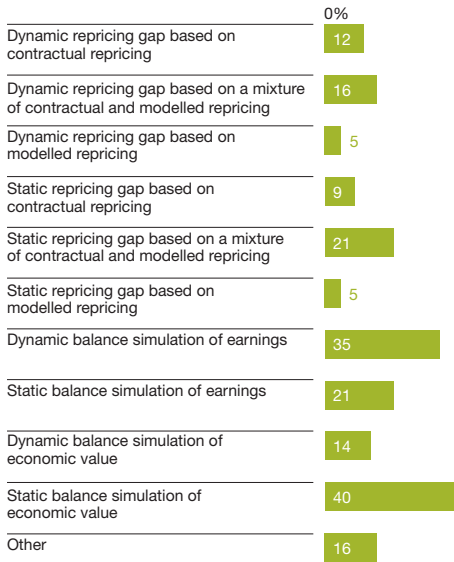 0%
Dynamic repricing gap based on
contractual repricing
12
Dynamic repricing gap based on a mixture
of contractual and modelled repricing
16
Dynamic repricing gap based on
modelled repricing
5
Static repricing gap based on
contractual repricing
9
Static repricing gap based on a mixture
of contractual and modelled repricing
21
Static repricing gap based on
modelled repricing
5
Dynamic balance simulation of earnings
35
Static balance simulation of earnings
21
Dynamic balance simulation of
economic value
14
Static balance simulation of
economic value
40
Other
16